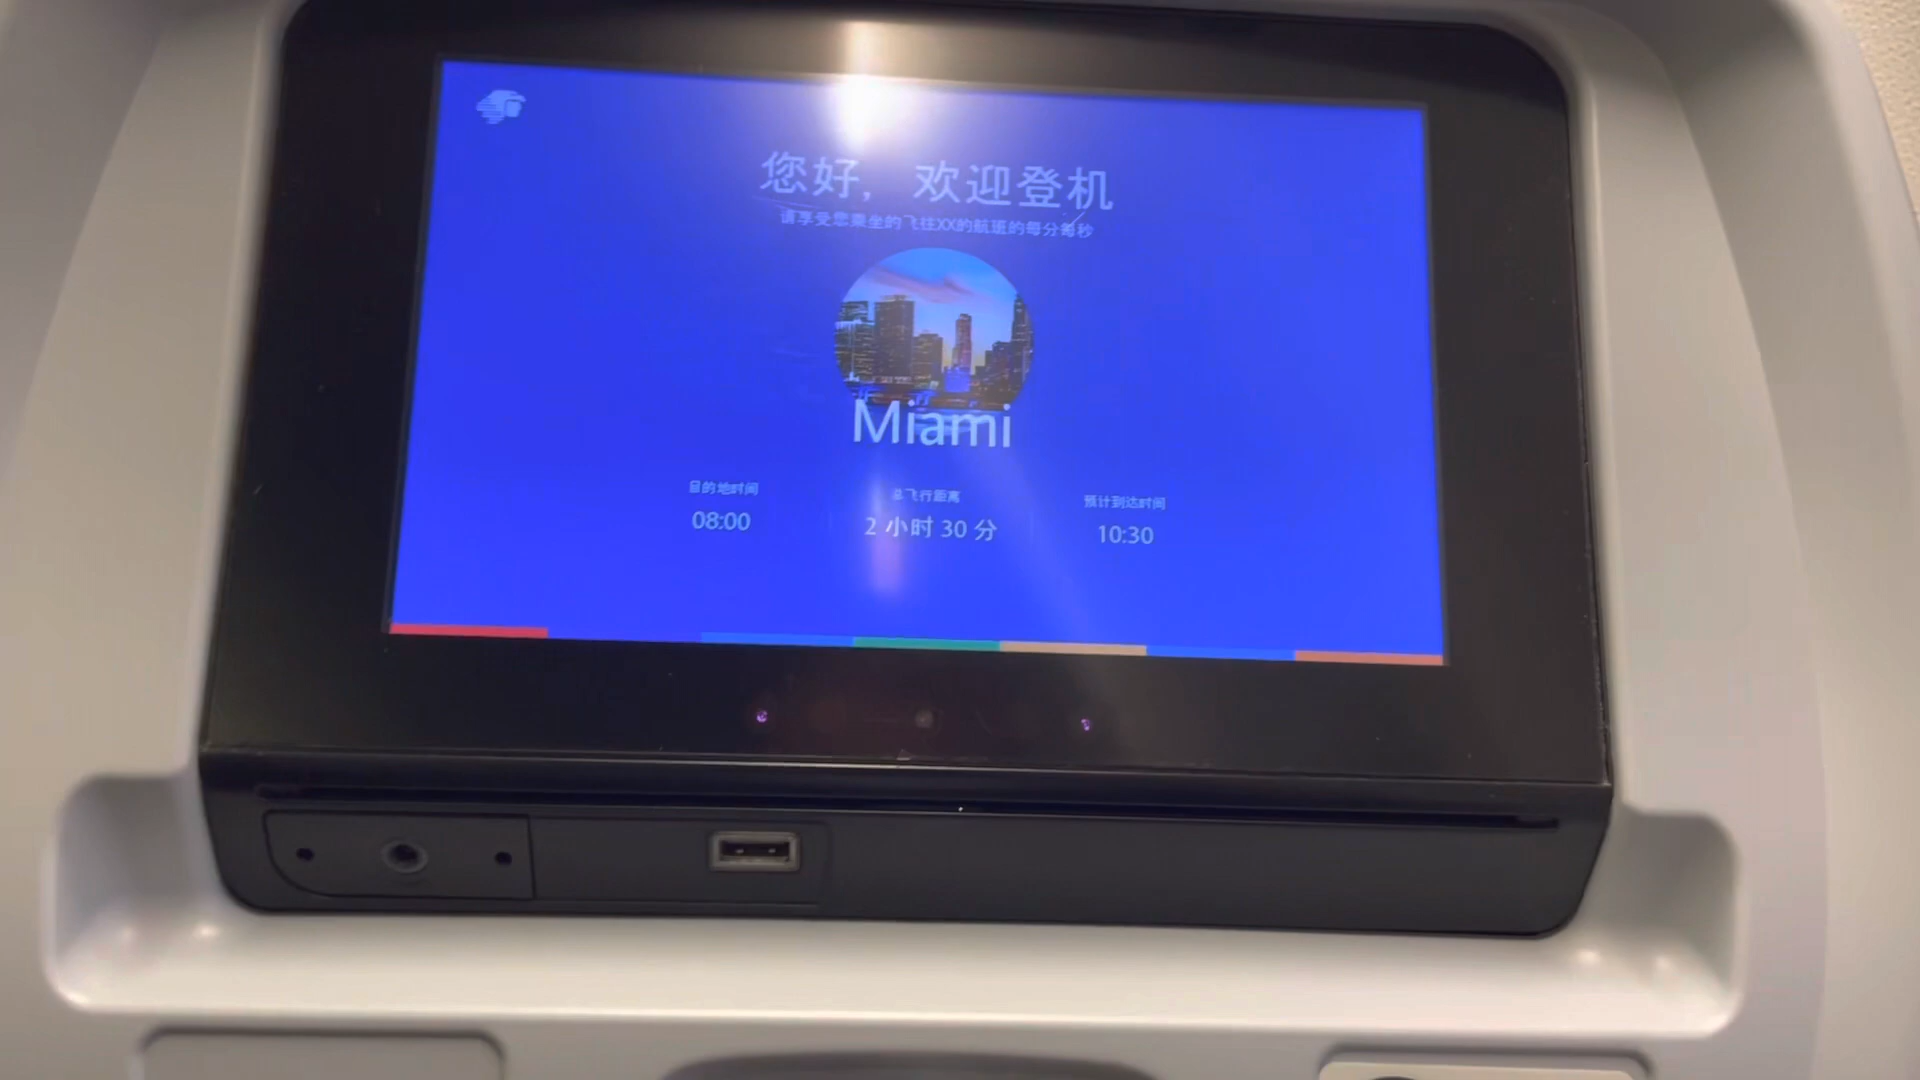 您好，欢迎登机
请享受您乘坐的飞往XX的航班的每分每秒
Miami
目的地时间
08:00
总飞行距离
2 小时 30 分
预计到达时间
10:30